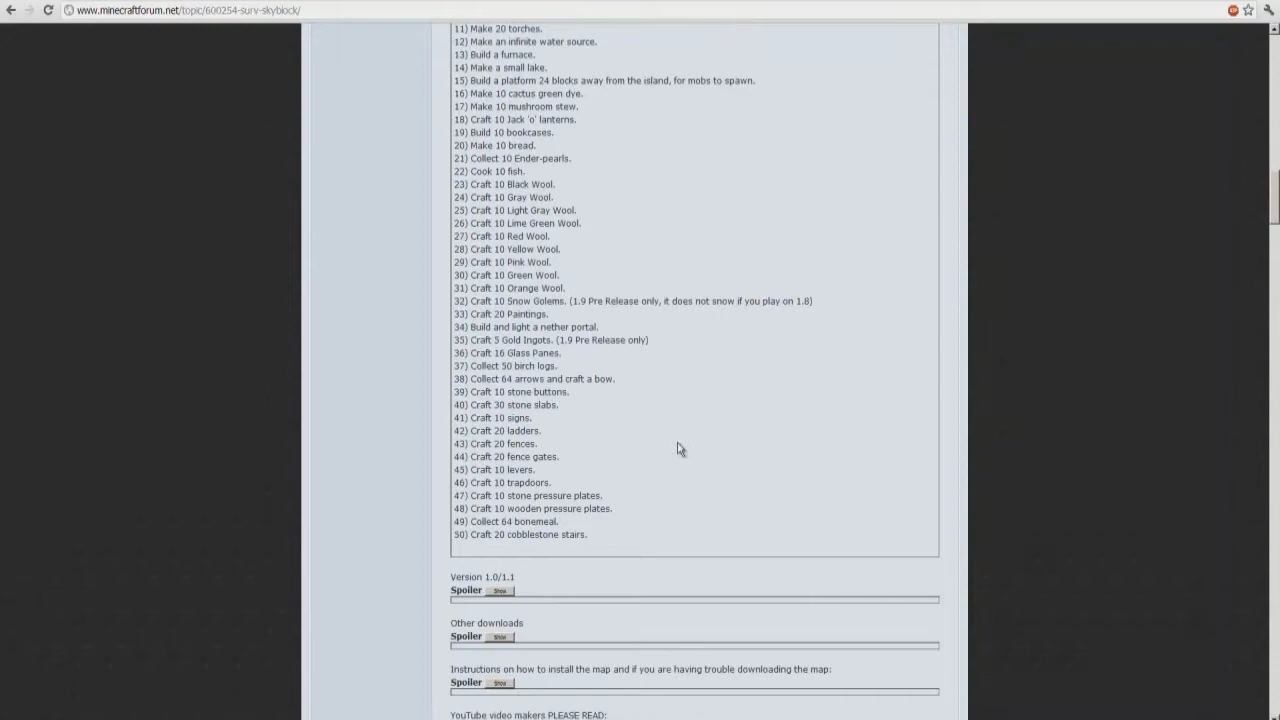 www.minecraftforum.net/topic/600254-surv-skyblock/
11) Make 20 torches.
12) Make an infinite water source.
13) Build a furnace.
14) Make a small lake.
15) Build a platform 24 blocks away from the island, for mobs to spawn.
16) Make 10 cactus green dye.
17) Make 10 mushroom stew.
18) Craft 10 Jack 'o' lanterns.
19) Build 10 bookcases.
20) Make 10 bread.
21) Collect 10 Ender-pearls.
22) Cook 10 fish.
23) Craft 10 Black Wool.
24) Craft 10 Gray Wool.
25) Craft 10 Light Gray Wool.
26) Craft 10 Lime Green Wool.
27) Craft 10 Red Wool.
28) Craft 10 Yellow Wool.
29) Craft 10 Pink Wool.
30) Craft 10 Green Wool.
31) Craft 10 Orange Wool.
32) Craft 10 Snow Golems. (1.9 Pre Release only, it does not snow if you play on 1.8)
33) Craft 20 Paintings.
34) Build and light a nether portal.
35) Craft 5 Gold Ingots. (1.9 Pre Release only)
36) Craft 16 Glass Panes.
37) Collect 50 birch logs.
38) Collect 64 arrows and craft a bow.
39) Craft 10 stone buttons.
40) Craft 30 stone slabs.
41) Craft 10 signs.
42) Craft 20 ladders.
43) Craft 20 fences.
44) Craft 20 fence gates.
45) Craft 10 levers.
46) Craft 10 trapdoors.
47) Craft 10 stone pressure plates.
48) Craft 10 wooden pressure plates.
49) Collect 64 bonemeal.
50) Craft 20 cobblestone stairs.
Version 1.0/1.1
Spoiler Show
Other downloads
Spoiler Show
Instructions on how to install the map and if you are having trouble downloading the map:
Spoiler Show
YouTube video makers PLEASE READ: